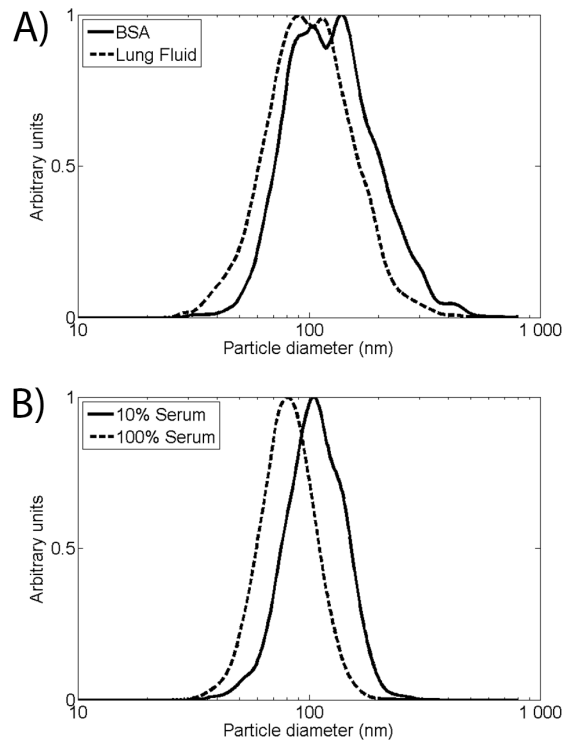 A)
BSA
Lung Fluid
Arbitrary units
1
0.5
0
10
100
1 000
Particle diameter (nm)
B)
10% Serum
100% Serum
Arbitrary units
1
0.5
0
10
100
1 000
Particle diameter (nm)